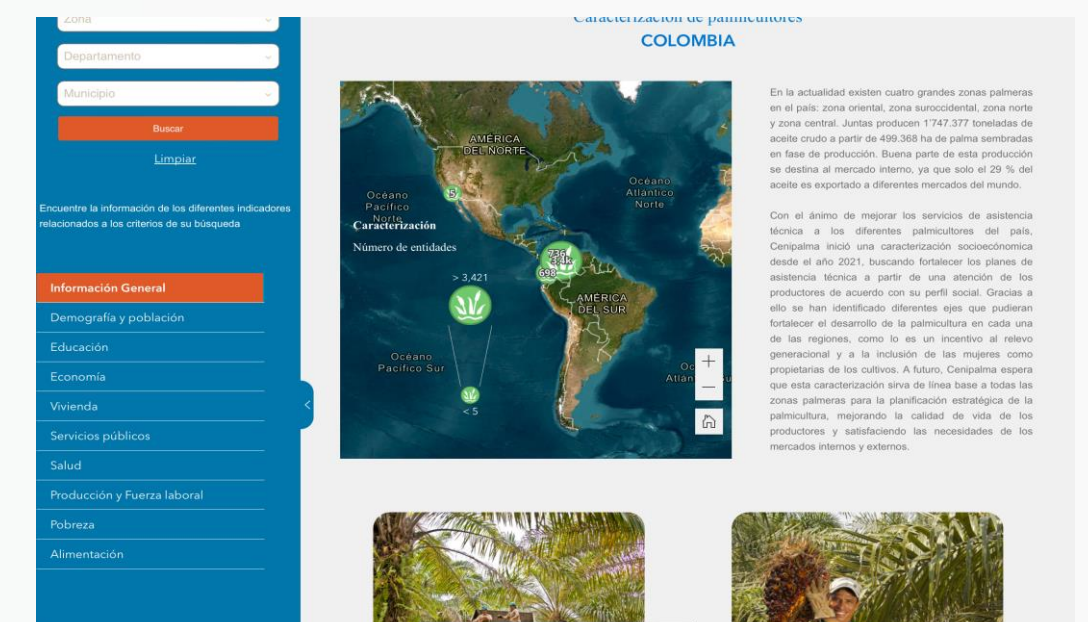 Zona
Departamento
Municipio
Buscar
Limpiar
Encuentre la información de los diferentes indicadores
relacionados a los criterios de su búsqueda
Información General
Demografía y población
Educación
Economía
Vivienda
Servicios públicos
Salud
Producción y Fuerza laboral
Pobreza
Alimentación
Caracterización de palmicultores
COLOMBIA
AMÉRICA
DEL NORTE
Océano
Pacífico
Norte
Océano
Atlántico
Norte
5
Caracterización
Número de entidades
> 3,421
736
698
AMÉRICA
DEL SUR
Océano
Pacífico Sur
< 5
+
−
En la actualidad existen cuatro grandes zonas palmeras
en el país: zona oriental, zona suroccidental, zona norte
y zona central. Juntas producen 1'747.377 toneladas de
aceite crudo a partir de 499.368 ha de palma sembradas
en fase de producción. Buena parte de esta producción
se destina al mercado interno, ya que solo el 29 % del
aceite es exportado a diferentes mercados del mundo.
Con el ánimo de mejorar los servicios de asistencia
técnica a los diferentes palmicultores del país,
Cenipalma inició una caracterización socioecónomica
desde el año 2021, buscando fortalecer los planes de
asistencia técnica a partir de una atención de los
productores de acuerdo con su perfil social. Gracias a
ello se han identificado diferentes ejes que pudieran
fortalecer el desarrollo de la palmicultura en cada una
de las regiones, como lo es un incentivo al relevo
generacional y a la inclusión de las mujeres como
propietarias de los cultivos. A futuro, Cenipalma espera
que esta caracterización sirva de línea base a todas las
zonas palmeras para la planificación estratégica de la
palmicultura, mejorando la calidad de vida de los
productores y satisfaciendo las necesidades de los
mercados internos y externos.